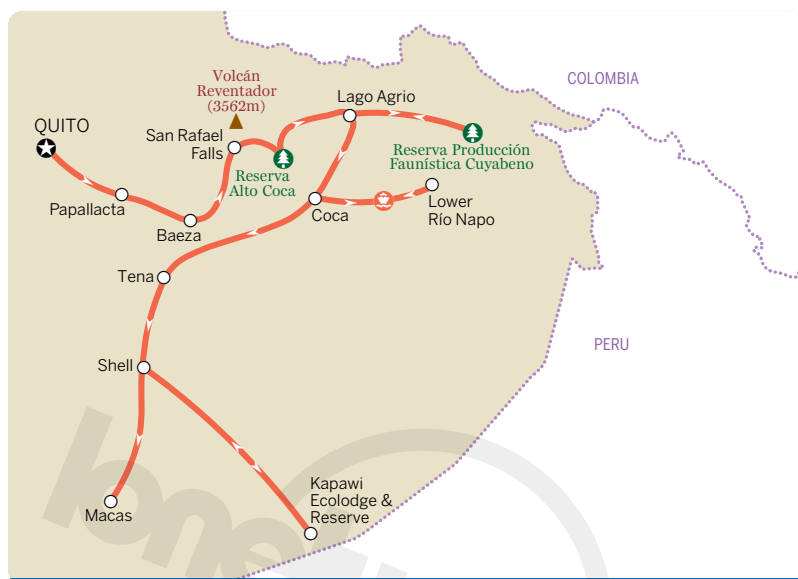 COLOMBIA
Volcán
Reventador
(3562m)
Lago Agrio
QUITO
San Rafael
Falls
Reserva Producción
Faunística Cuyabeno
Reserva
Alto Coca
Papallacta
Coca
Lower
Río Napo
Baeza
Tena
PERU
Shell
Kapawi
Ecolodge &
Reserve
Macas